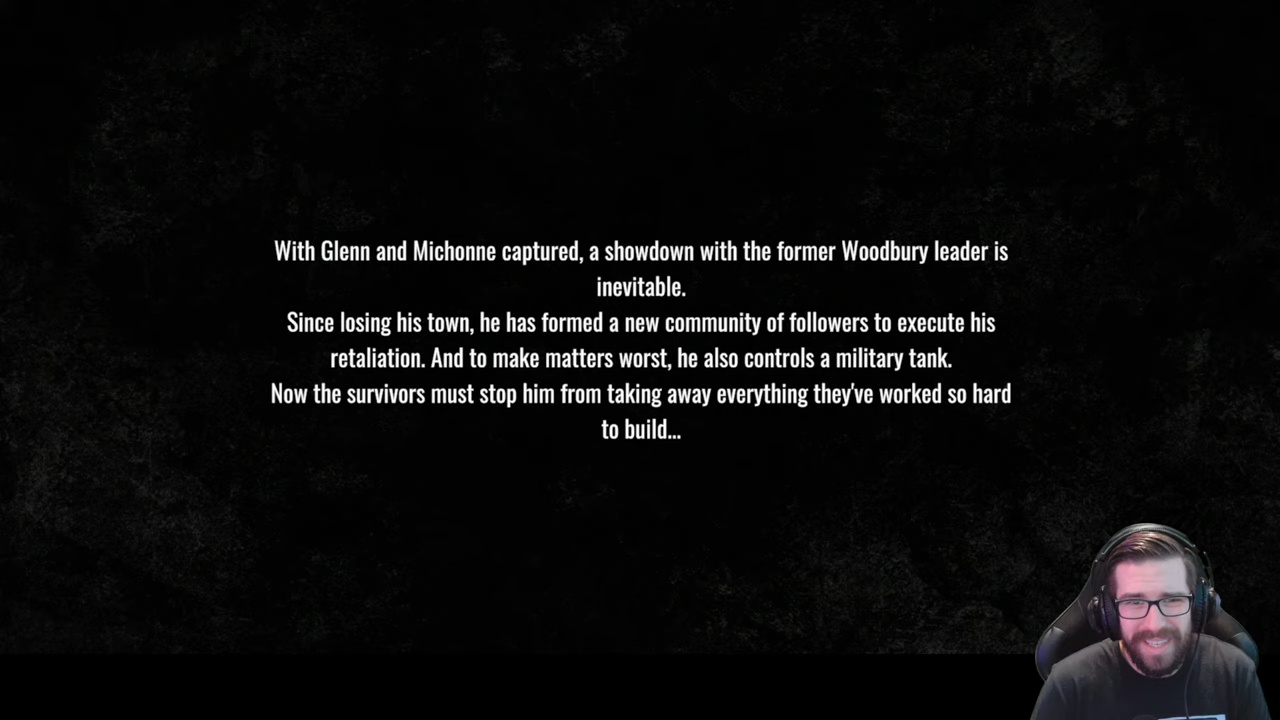 With Glenn and Michonne captured, a showdown with the former Woodbury leader is
inevitable.
Since losing his town, he has formed a new community of followers to execute his
retaliation. And to make matters worst, he also controls a military tank.
Now the survivors must stop him from taking away everything they've worked so hard
to build...